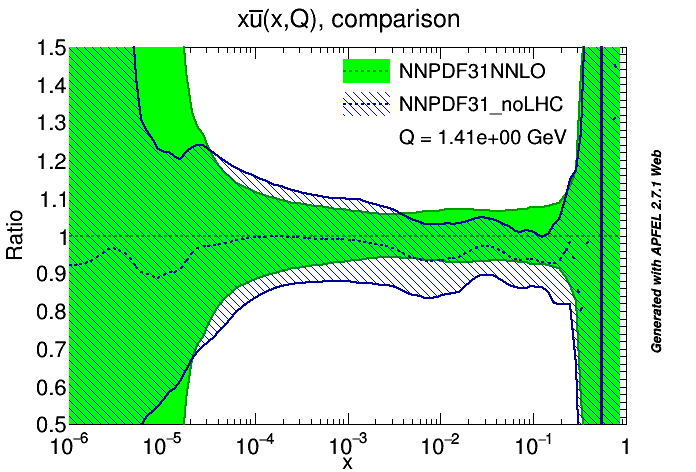 xu̅(x,Q), comparison
1.5
1.4
1.3
1.2
1.1
1
0.9
0.8
0.7
0.6
0.5
Ratio
NNPDF31NNLO
NNPDF31_noLHC
Q = 1.41e+00 GeV
10⁻⁶
10⁻⁵
10⁻⁴
10⁻³
10⁻²
10⁻¹
1
x
Generated with APFEL 2.7.1 Web